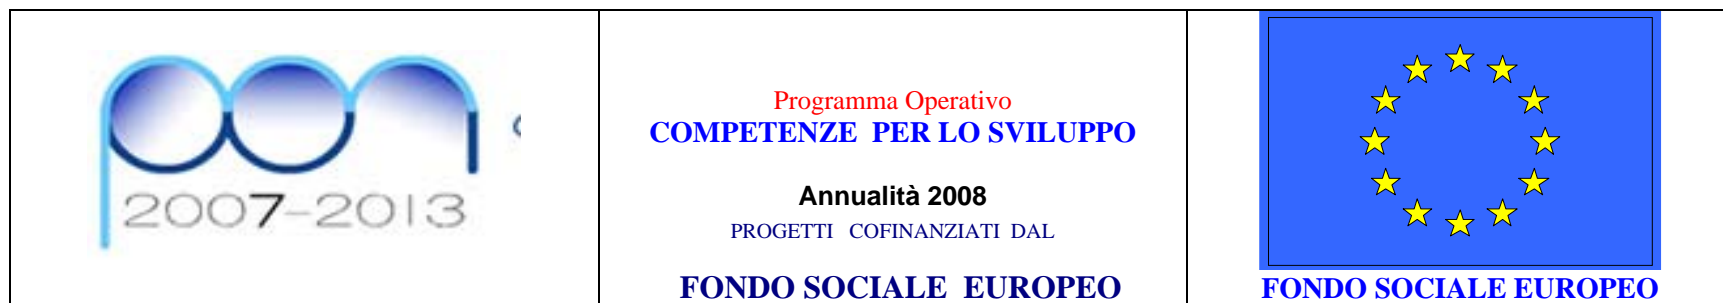 pon
2007-2013
Programma Operativo
COMPETENZE PER LO SVILUPPO
Annualità 2008
PROGETTI COFINANZIATI DAL
FONDO SOCIALE EUROPEO
FONDO SOCIALE EUROPEO